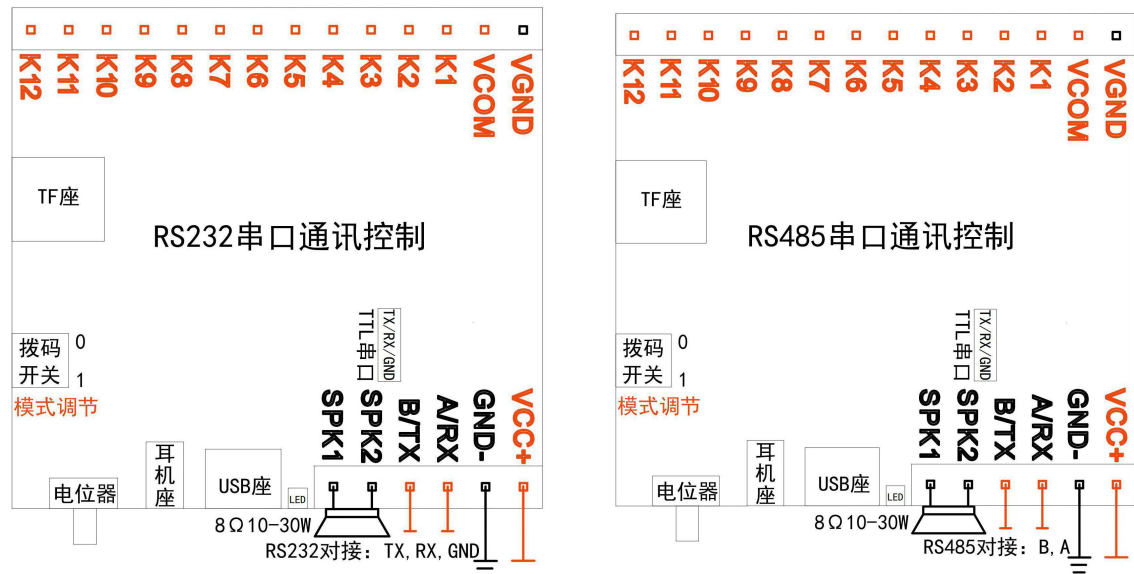 K12 K11 K10 K9 K8 K7 K6 K5 K4 K3 K2 K1 VCOM VGND
TF座
RS232串口通讯控制
拨码
开关
0
1
模式调节
TTL串口
TX/RX/GND
SPK1 SPK2 B/TX A/RX GND- VCC+
电位器
耳机座
USB座
LED
8Ω10-30W
RS232对接: TX,RX,GND
K12 K11 K10 K9 K8 K7 K6 K5 K4 K3 K2 K1 VCOM VGND
TF座
RS485串口通讯控制
拨码
开关
0
1
模式调节
TTL串口
TX/RX/GND
SPK1 SPK2 B/TX A/RX GND- VCC+
电位器
耳机座
USB座
LED
8Ω10-30W
RS485对接: B,A